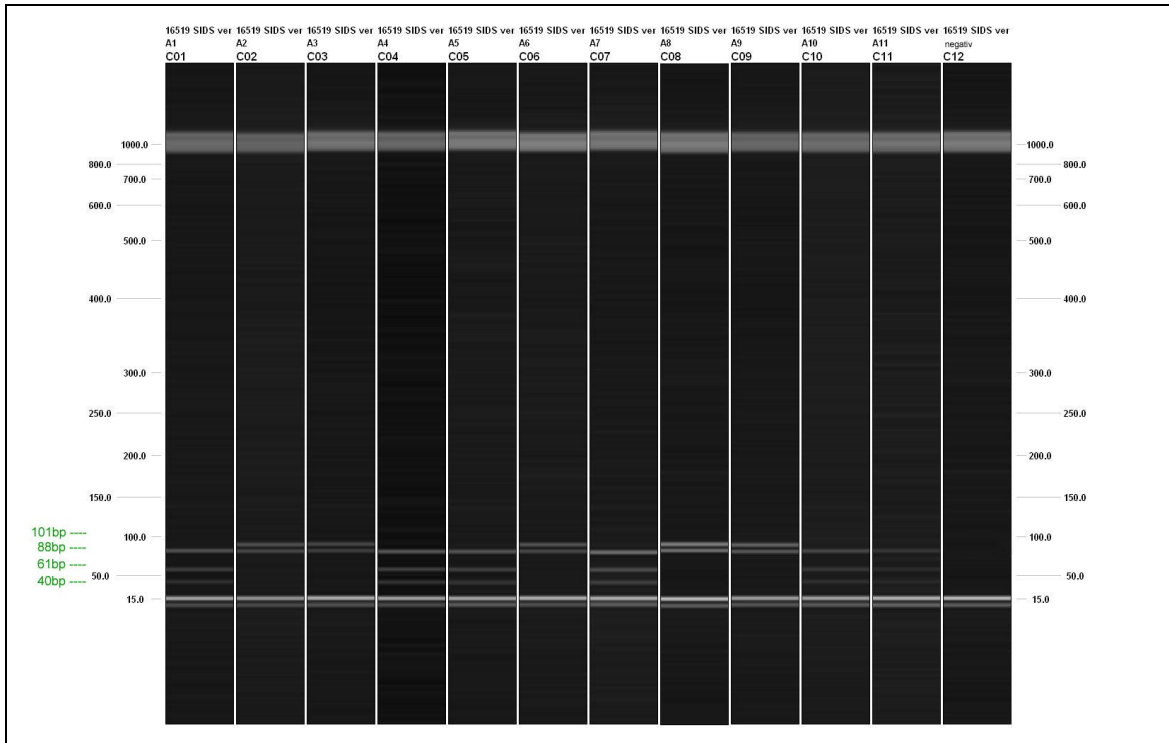 16519 SIDS ver 16519 SIDS ver 16519 SIDS ver 16519 SIDS ver 16519 SIDS ver 16519 SIDS ver 16519 SIDS ver 16519 SIDS ver 16519 SIDS ver 16519 SIDS ver 16519 SIDS ver 16519 SIDS ver
A1 A2 A3 A4 A5 A6 A7 A8 A9 A10 A11 negativ
C01 C02 C03 C04 C05 C06 C07 C08 C09 C10 C11 C12
1000.0 1000.0
800.0 800.0
700.0 700.0
600.0 600.0
500.0 500.0
400.0 400.0
300.0 300.0
250.0 250.0
200.0 200.0
150.0 150.0
101bp ----
100.0 100.0
88bp ----
61bp ----
50.0 50.0
40bp ----
15.0 15.0